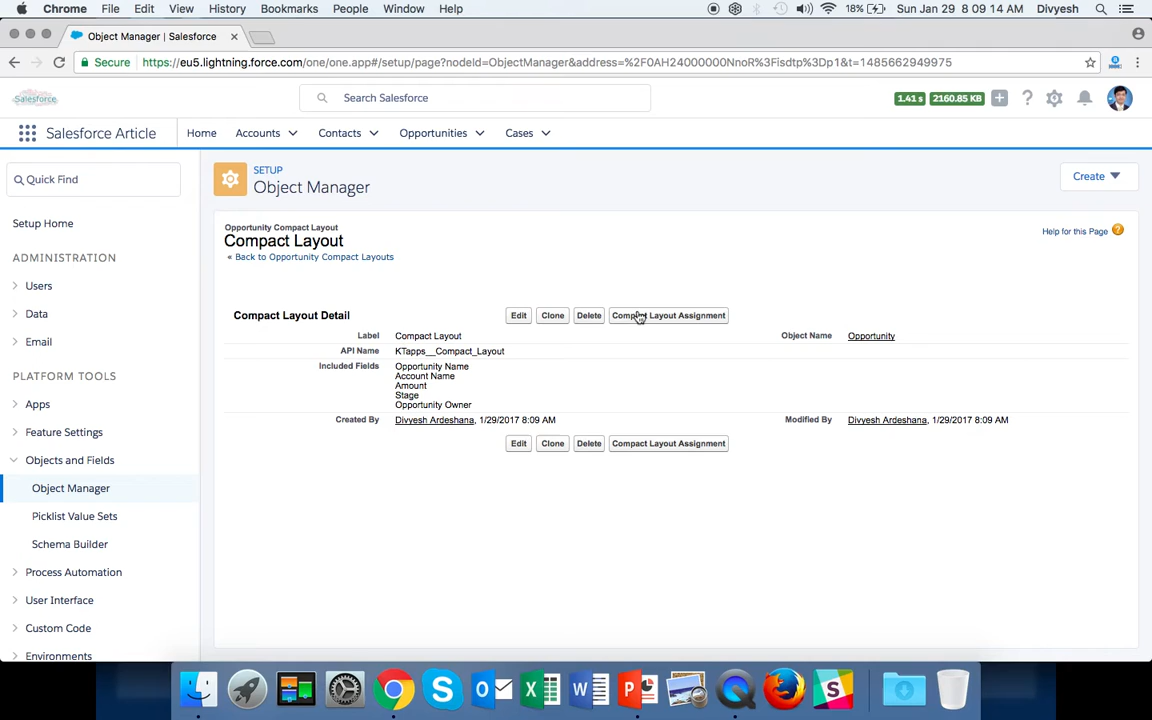 Chrome File Edit View History Bookmarks People Window Help 18% Sun Jan 29 8 09 14 AM Divyesh
Object Manager | Salesforce
Secure https://eu5.lightning.force.com/one/one.app#/setup/page?nodeId=ObjectManager&address=%2F0AH24000000NnoR%3Fisdtp%3Dp1&t=1485662949975
Salesforce
Search Salesforce
1.41 s 2160.85 KB
Salesforce Article Home Accounts Contacts Opportunities Cases
Quick Find
Setup Home
ADMINISTRATION
Users
Data
Email
PLATFORM TOOLS
Apps
Feature Settings
Objects and Fields
Object Manager
Picklist Value Sets
Schema Builder
Process Automation
User Interface
Custom Code
Environments
SETUP
Object Manager
Create
Opportunity Compact Layout
Compact Layout
« Back to Opportunity Compact Layouts
Help for this Page
Compact Layout Detail Edit Clone Delete Compact Layout Assignment
Label Compact Layout Object Name Opportunity
API Name KTapps__Compact_Layout
Included Fields Opportunity Name
Account Name
Amount
Stage
Opportunity Owner
Created By Divyesh Ardeshana, 1/29/2017 8:09 AM Modified By Divyesh Ardeshana, 1/29/2017 8:09 AM
Edit Clone Delete Compact Layout Assignment